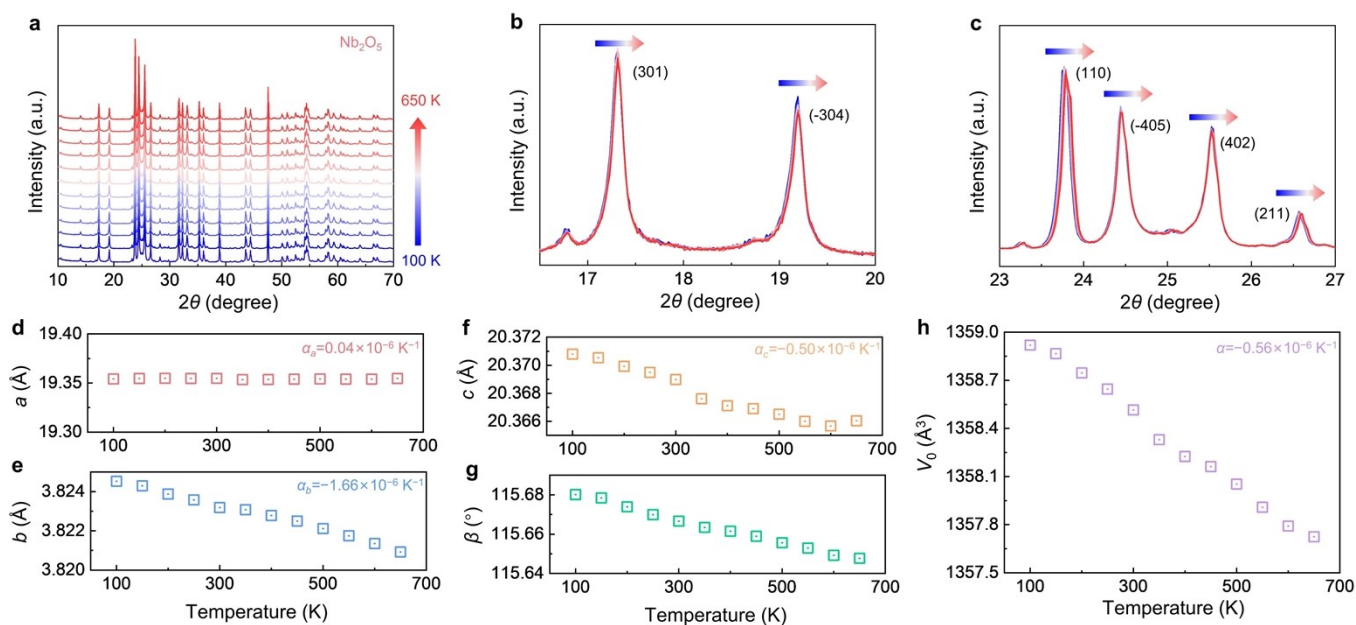 a
Nb₂O₅
650 K
100 K
Intensity (a.u.)
10 20 30 40 50 60 70
2θ (degree)
b
(301)
(-304)
Intensity (a.u.)
17 18 19 20
2θ (degree)
c
(110)
(-405)
(402)
(211)
Intensity (a.u.)
23 24 25 26 27
2θ (degree)
d
αₐ=0.04×10⁻⁶ K⁻¹
a (Å)
19.40
19.35
19.30
100 300 500 700
e
α_b=−1.66×10⁻⁶ K⁻¹
b (Å)
3.824
3.822
3.820
100 300 500 700
Temperature (K)
f
α_c=−0.50×10⁻⁶ K⁻¹
c (Å)
20.372
20.370
20.368
20.366
100 300 500 700
g
β (°)
115.68
115.66
115.64
100 300 500 700
Temperature (K)
h
α=−0.56×10⁻⁶ K⁻¹
V₀ (Å³)
1359.0
1358.7
1358.4
1358.1
1357.8
1357.5
100 300 500 700
Temperature (K)